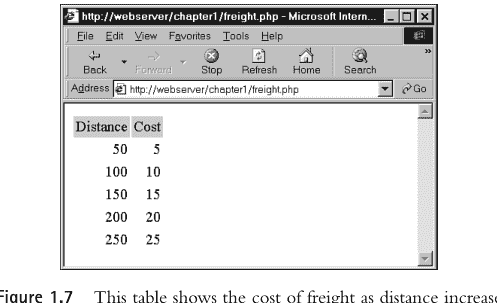 http://webserver/chapter1/freight.php - Microsoft Intern...
File Edit View Favorites Tools Help
Back Forward Stop Refresh Home Search »
Address http://webserver/chapter1/freight.php Go
Distance Cost
50 5
100 10
150 15
200 20
250 25
Figure 1.7 This table shows the cost of freight as distance increase